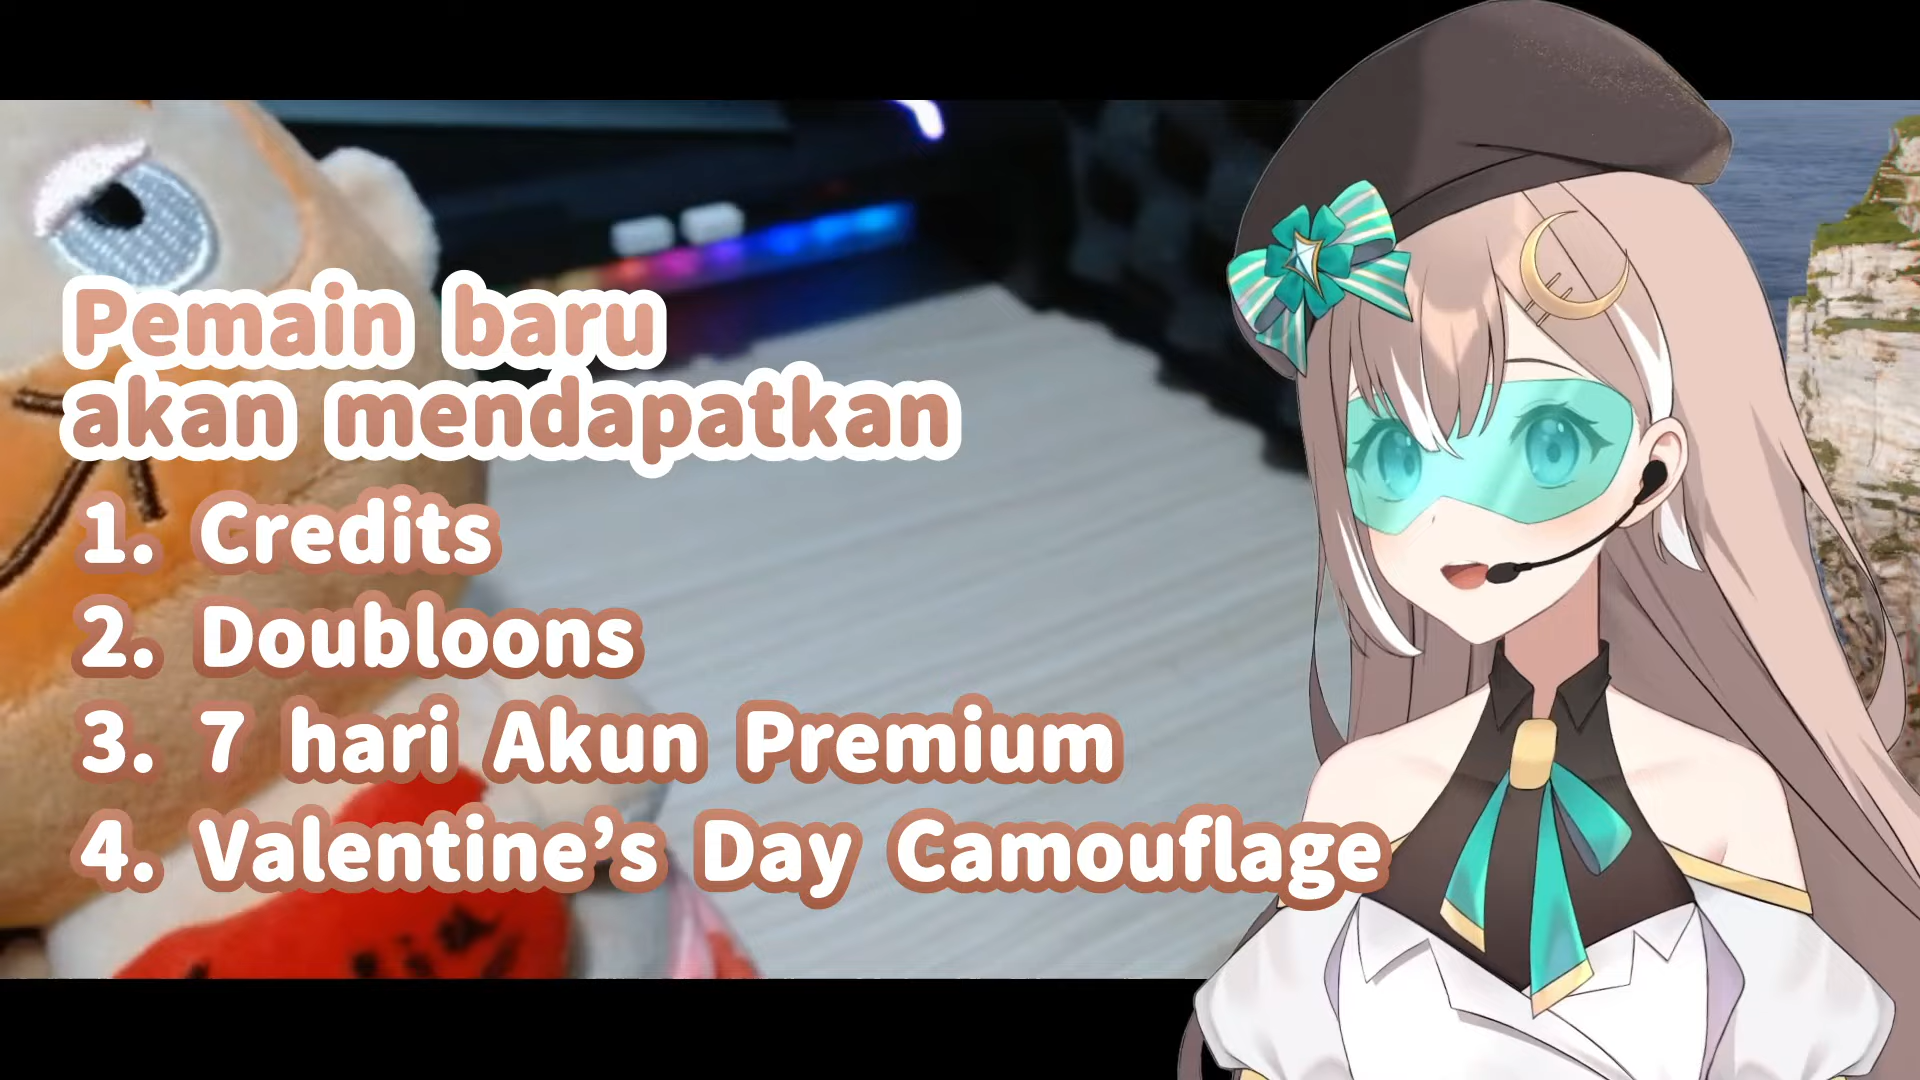 Pemain baru
akan mendapatkan
1. Credits
2. Doubloons
3. 7 hari Akun Premium
4. Valentine’s Day Camouflage